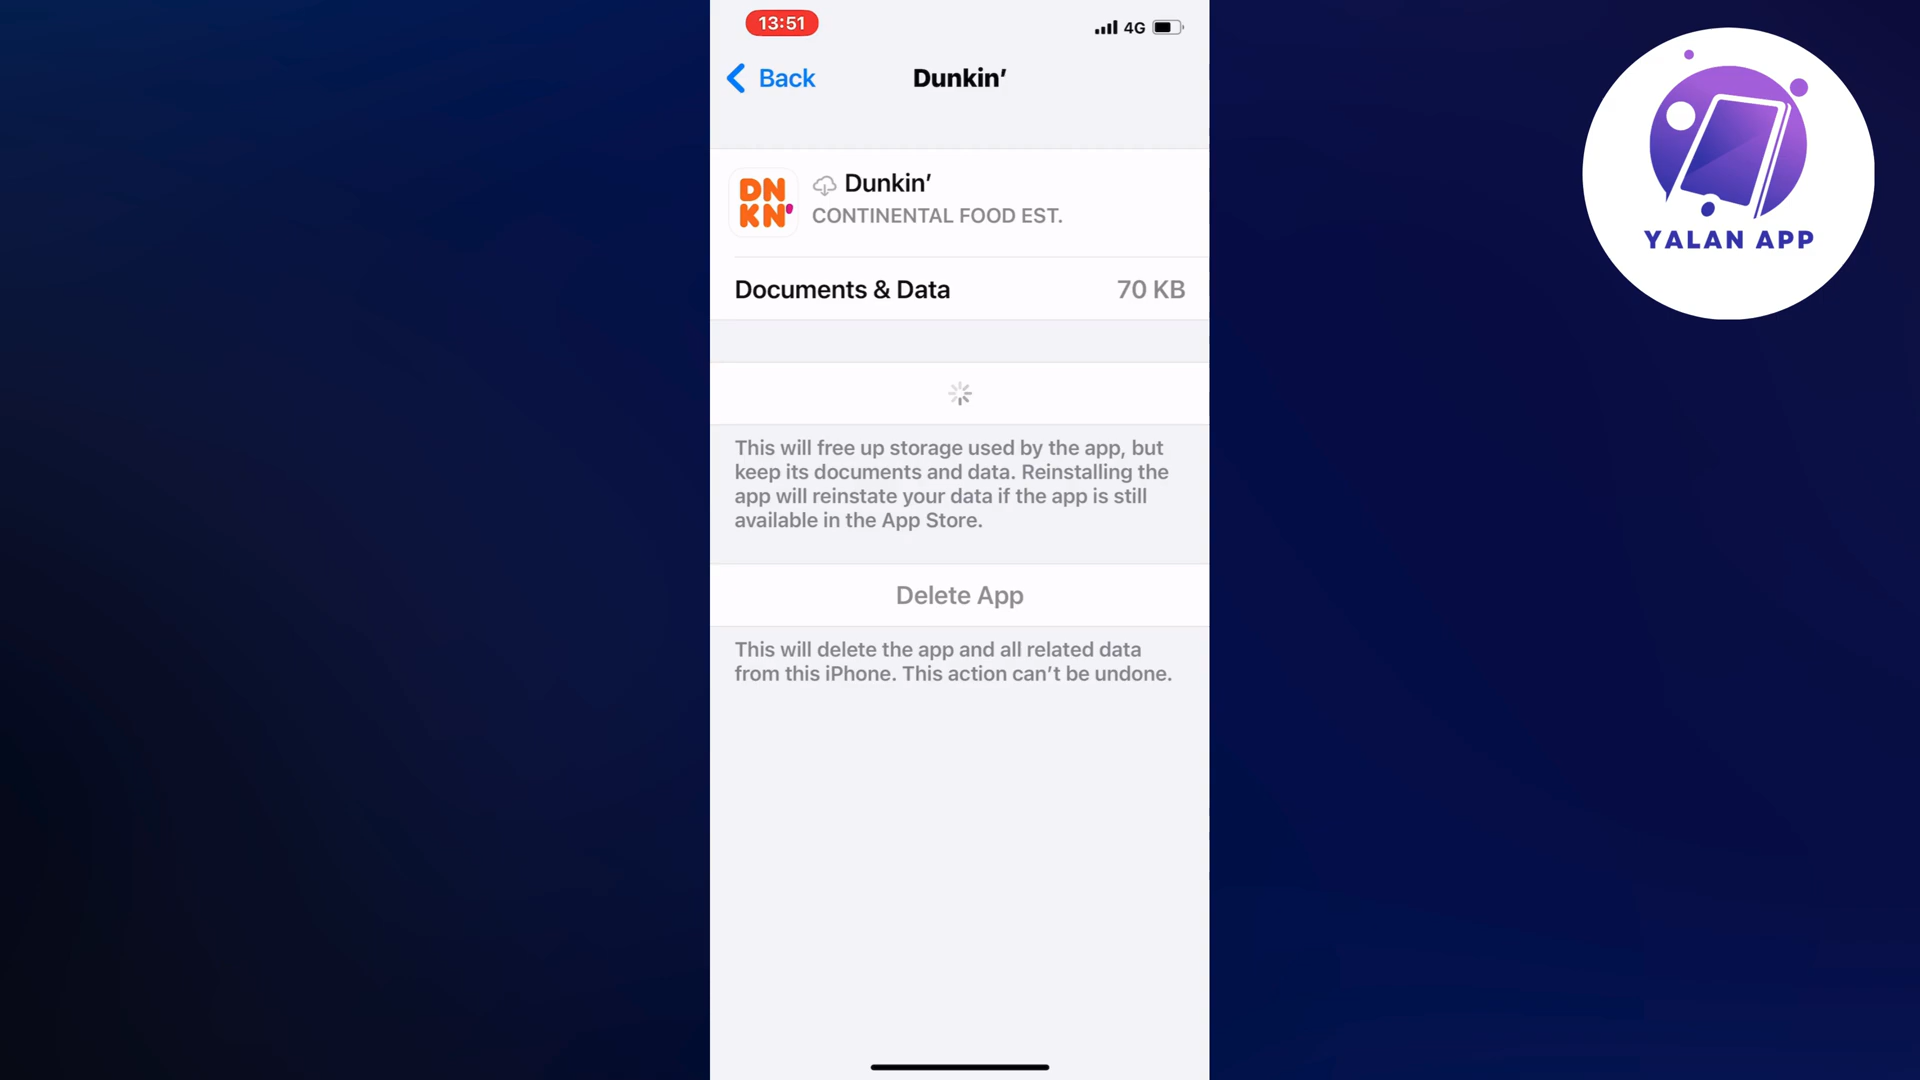 13:51
4G
Back
Dunkin’
YALAN APP
DN
KN'
Dunkin’
CONTINENTAL FOOD EST.
Documents & Data
70 KB
This will free up storage used by the app, but
keep its documents and data. Reinstalling the
app will reinstate your data if the app is still
available in the App Store.
Delete App
This will delete the app and all related data
from this iPhone. This action can’t be undone.